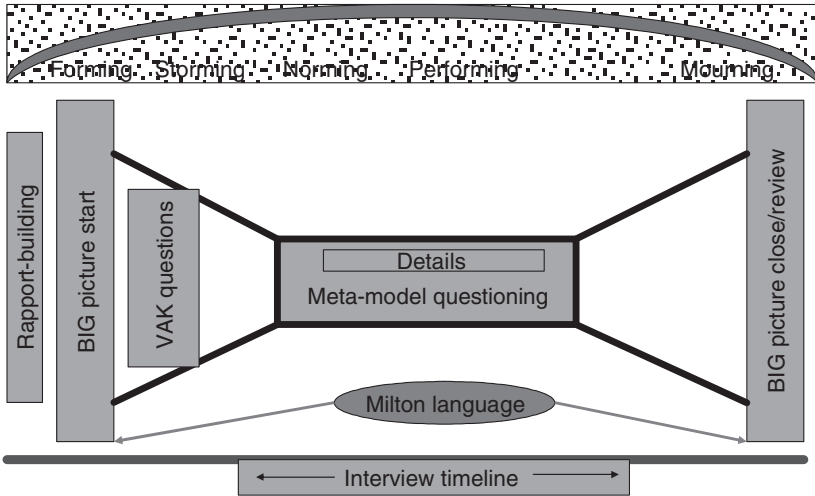 Forming
Storming
Norming
Performing
Mourning
Rapport-building
BIG picture start
VAK questions
Details
Meta-model questioning
BIG picture close/review
Milton language
Interview timeline